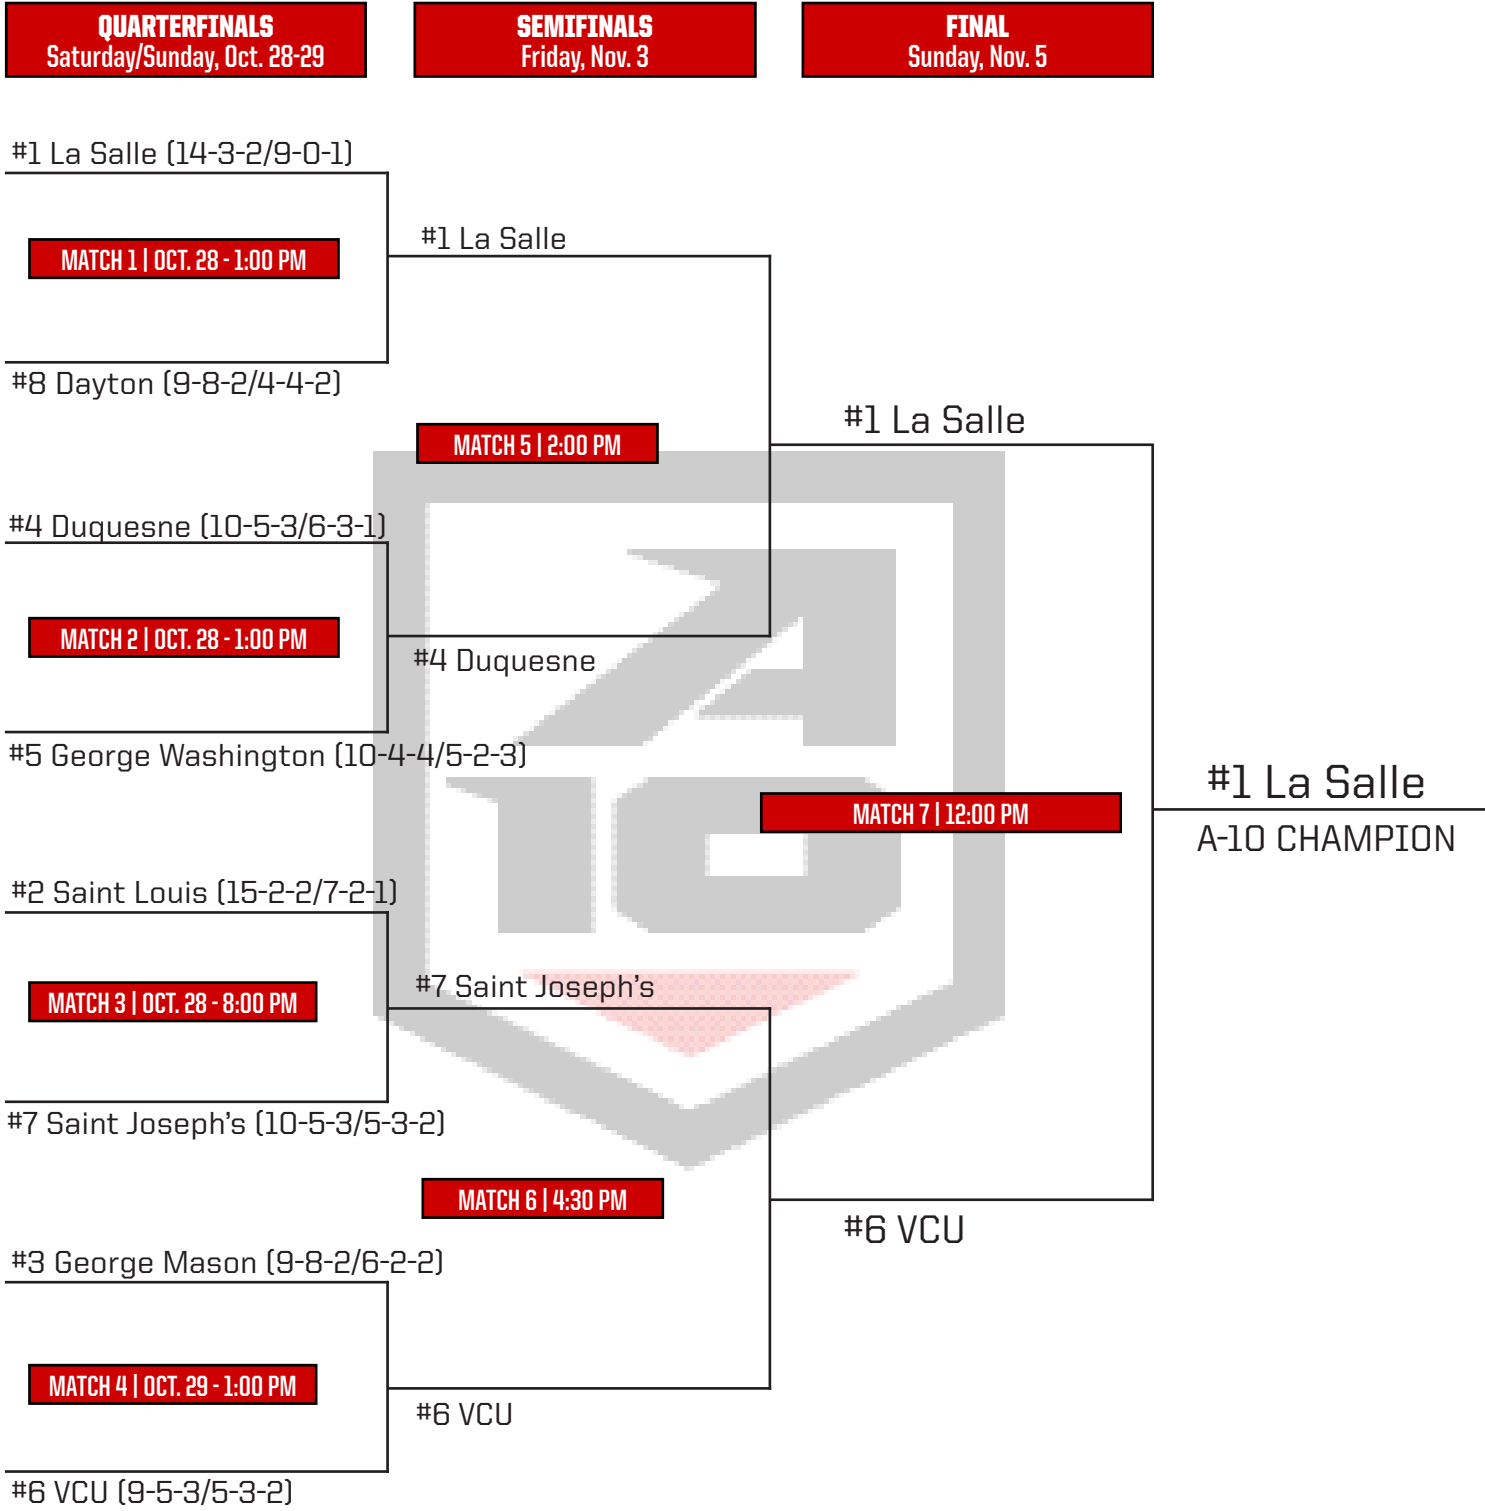 QUARTERFINALS
Saturday/Sunday, Oct. 28-29
SEMIFINALS
Friday, Nov. 3
FINAL
Sunday, Nov. 5
#1 La Salle (14-3-2/9-0-1)
MATCH 1 | OCT. 28 - 1:00 PM
#8 Dayton (9-8-2/4-4-2)
#4 Duquesne (10-5-3/6-3-1)
MATCH 2 | OCT. 28 - 1:00 PM
#5 George Washington (10-4-4/5-2-3)
#2 Saint Louis (15-2-2/7-2-1)
MATCH 3 | OCT. 28 - 8:00 PM
#7 Saint Joseph's (10-5-3/5-3-2)
#3 George Mason (9-8-2/6-2-2)
MATCH 4 | OCT. 29 - 1:00 PM
#6 VCU (9-5-3/5-3-2)
#1 La Salle
MATCH 5 | 2:00 PM
#4 Duquesne
#7 Saint Joseph's
MATCH 6 | 4:30 PM
#6 VCU
#1 La Salle
MATCH 7 | 12:00 PM
#6 VCU
#1 La Salle
A-10 CHAMPION
A
10